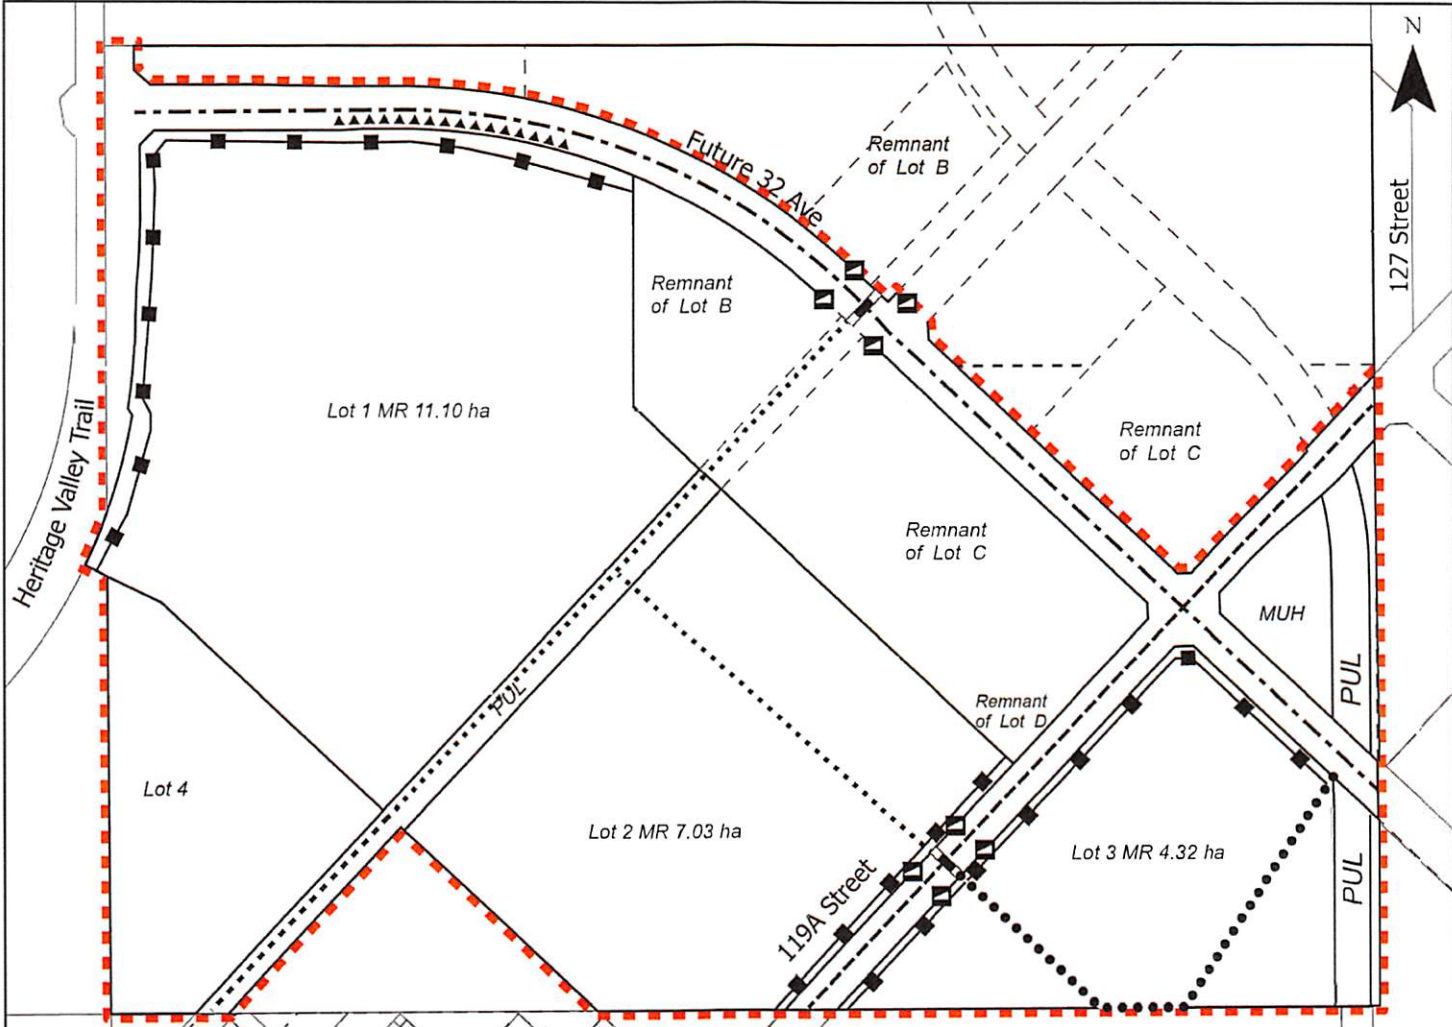 N
Future 32 Ave
Remnant
of Lot B
127 Street
Remnant
of Lot B
Lot 1 MR 11.10 ha
Heritage Valley Trail
Remnant
of Lot C
Remnant
of Lot C
MUH
PUL
PUL
Remnant
of Lot D
Lot 4
Lot 2 MR 7.03 ha
119A Street
Lot 3 MR 4.32 ha
PUL